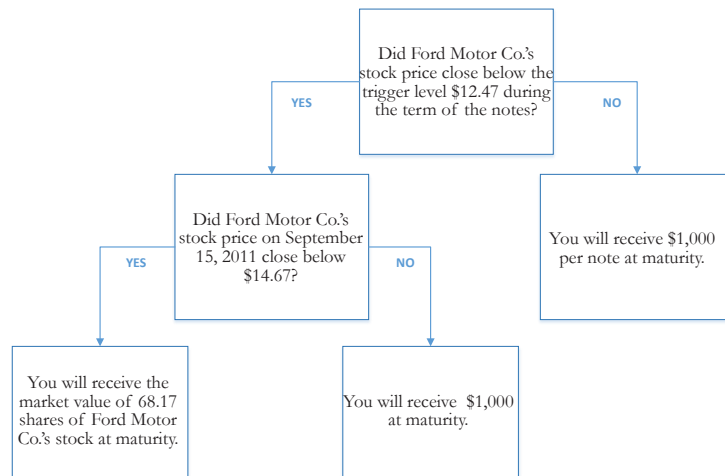 Did Ford Motor Co.'s
stock price close below the
trigger level $12.47 during
the term of the notes?
YES
NO
Did Ford Motor Co.'s
stock price on September
15, 2011 close below
$14.67?
You will receive $1,000
per note at maturity.
YES
NO
You will receive the
market value of 68.17
shares of Ford Motor
Co.'s stock at maturity.
You will receive $1,000
at maturity.